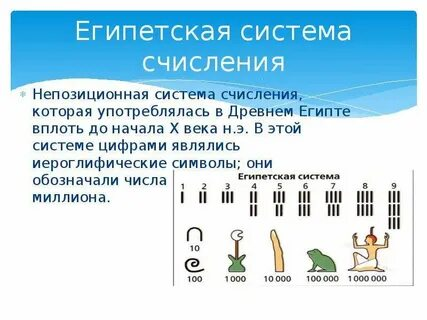 Египетская система
счисления
Непозиционная система счисления,
которая употреблялась в Древнем Египте
вплоть до начала X века н.э. В этой
системе цифрами являлись
иероглифические символы; они
обозначали числа
миллиона.
Египетская система
1 2 3 4 5 6 7 8 9
10
100 1 000 10 000 100 000 1 000 000